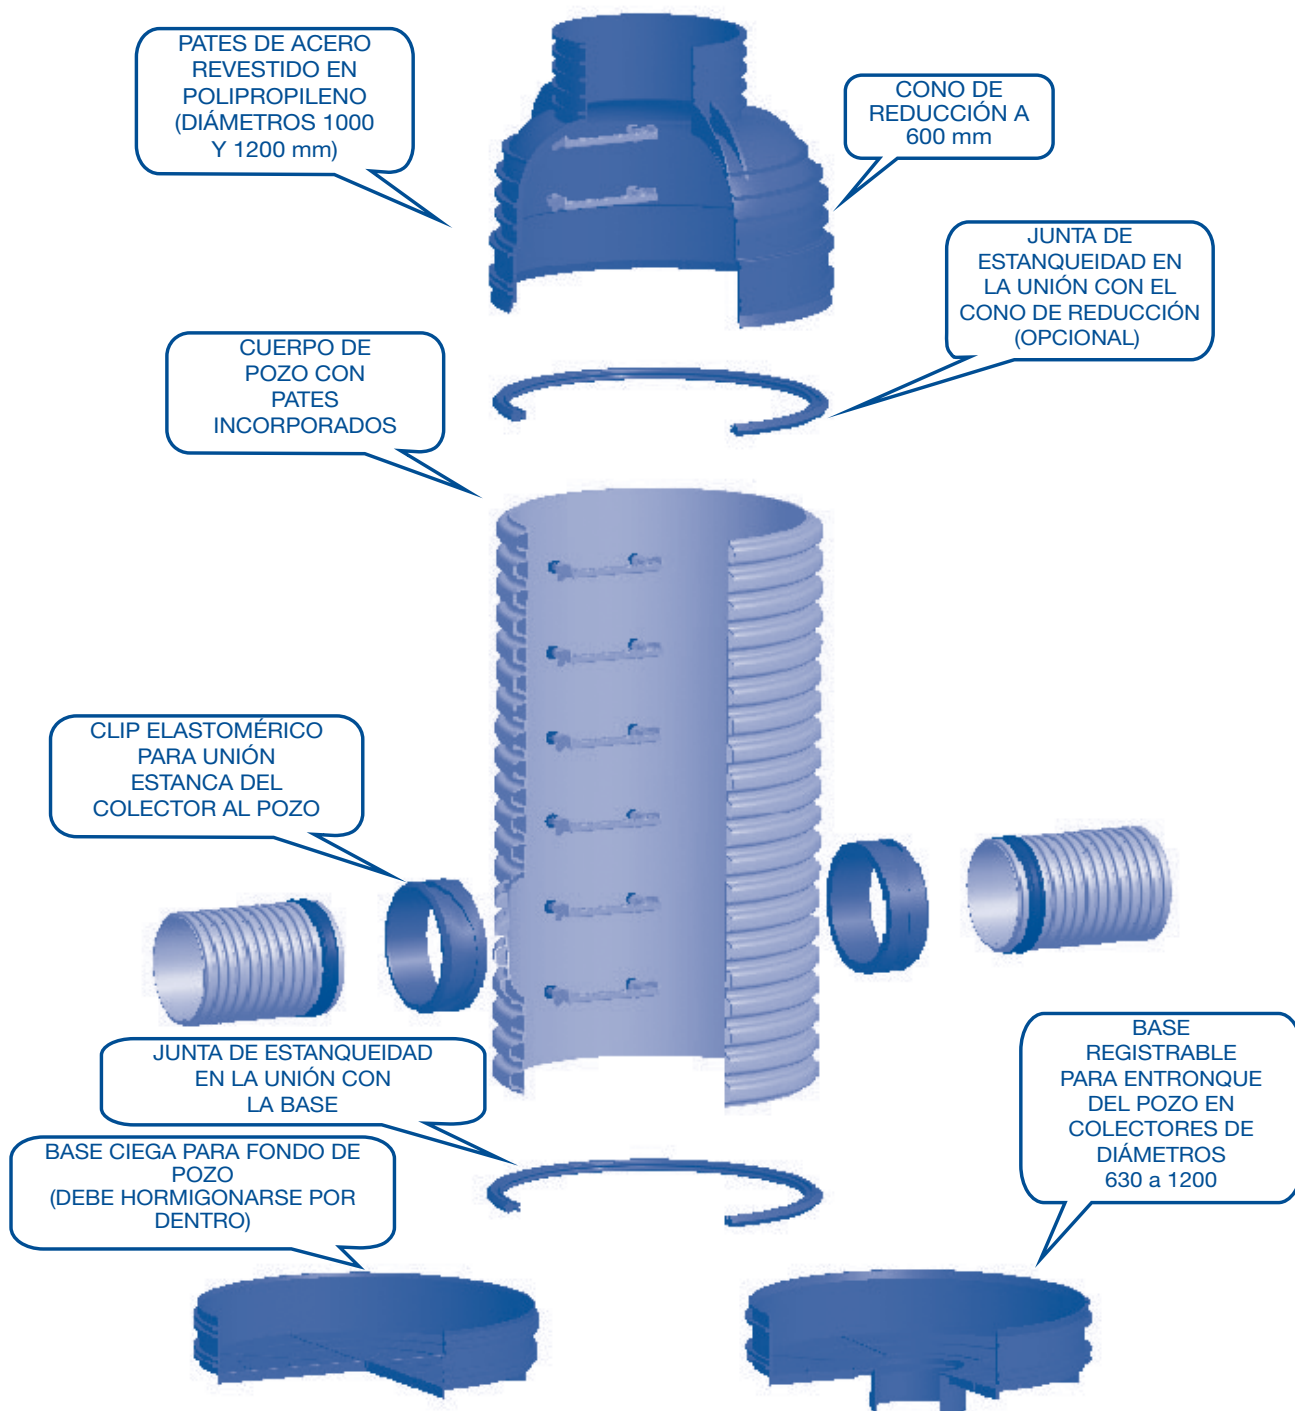 PATES DE ACERO
REVESTIDO EN
POLIPROPILENO
(DIÁMETROS 1000
Y 1200 mm)
CONO DE
REDUCCIÓN A
600 mm
JUNTA DE
ESTANQUEIDAD EN
LA UNIÓN CON EL
CONO DE REDUCCIÓN
(OPCIONAL)
CUERPO DE
POZO CON
PATES
INCORPORADOS
CLIP ELASTOMÉRICO
PARA UNIÓN
ESTANCA DEL
COLECTOR AL POZO
JUNTA DE ESTANQUEIDAD
EN LA UNIÓN CON
LA BASE
BASE
REGISTRABLE
PARA ENTRONQUE
DEL POZO EN
COLECTORES DE
DIÁMETROS
630 a 1200
BASE CIEGA PARA FONDO DE
POZO
(DEBE HORMIGONARSE POR
DENTRO)